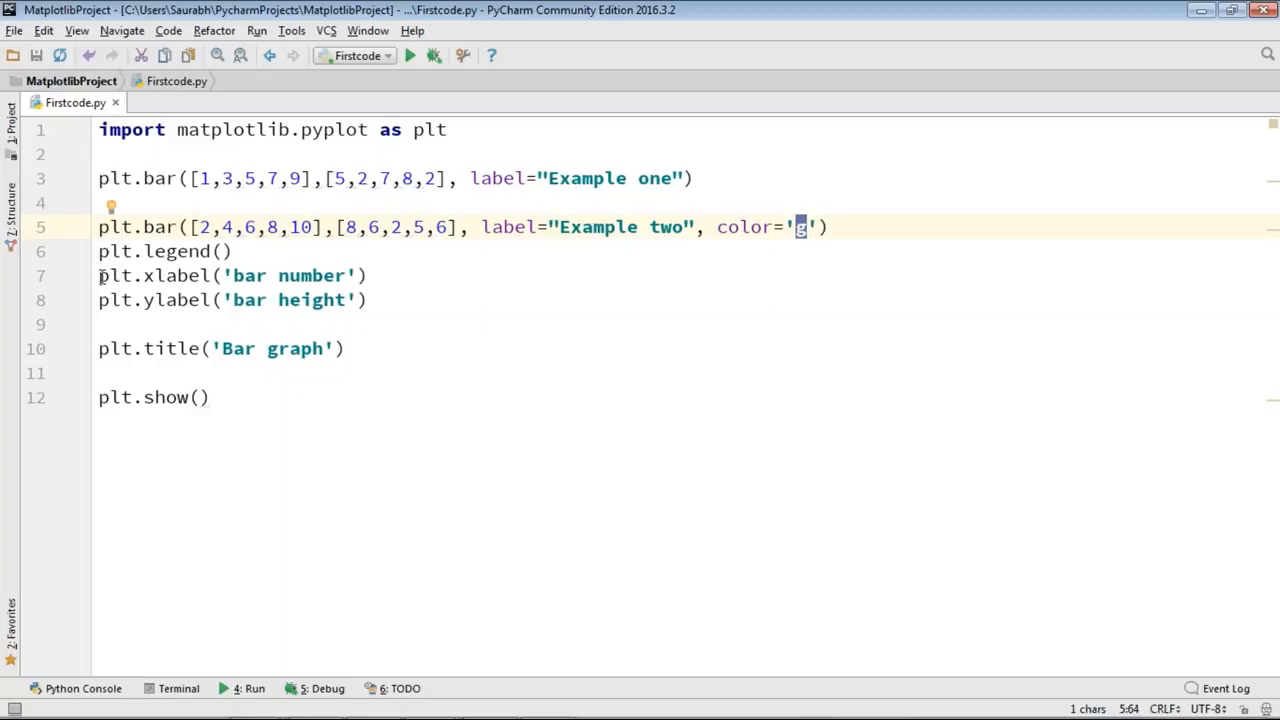 MatplotlibProject - [C:\Users\Saurabh\PycharmProjects\MatplotlibProject] - ...\Firstcode.py - PyCharm Community Edition 2016.3.2
File Edit View Navigate Code Refactor Run Tools VCS Window Help
Firstcode
MatplotlibProject Firstcode.py
Firstcode.py
1: Project
7: Structure
2: Favorites
1 import matplotlib.pyplot as plt
2
3 plt.bar([1,3,5,7,9],[5,2,7,8,2], label="Example one")
4
5 plt.bar([2,4,6,8,10],[8,6,2,5,6], label="Example two", color='g')
6 plt.legend()
7 plt.xlabel('bar number')
8 plt.ylabel('bar height')
9
10 plt.title('Bar graph')
11
12 plt.show()
Python Console Terminal 4: Run 5: Debug 6: TODO Event Log
1 chars 5:64 CRLF UTF-8